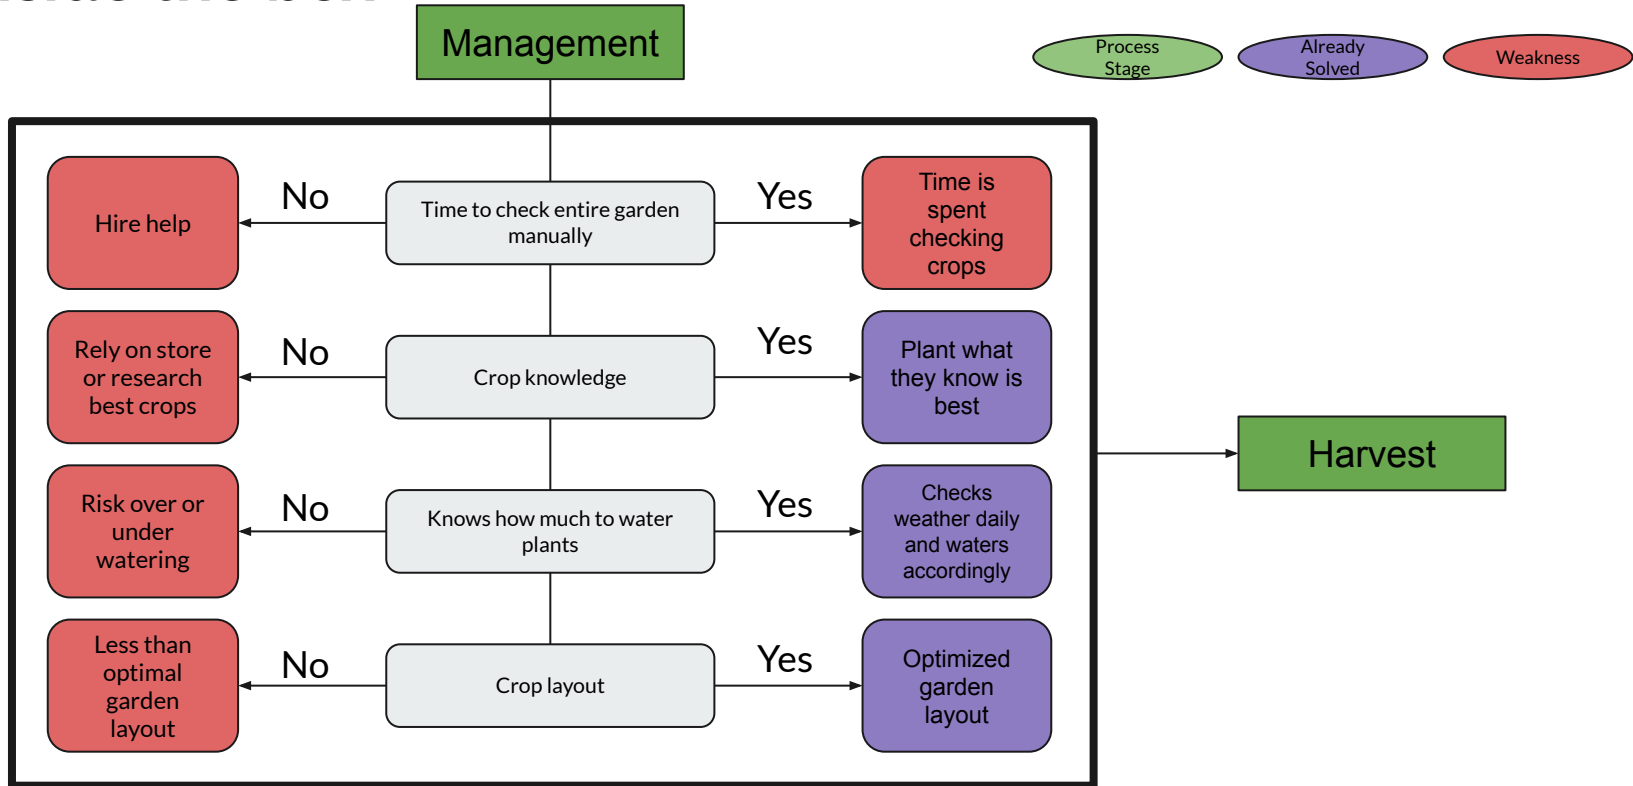 Management
Process
Stage
Already
Solved
Weakness
Hire help
No
Time to check entire garden
manually
Yes
Time is
spent
checking
crops
Rely on store
or research
best crops
No
Crop knowledge
Yes
Plant what
they know is
best
Harvest
Risk over or
under
watering
No
Knows how much to water
plants
Yes
Checks
weather daily
and waters
accordingly
Less than
optimal
garden
layout
No
Crop layout
Yes
Optimized
garden
layout